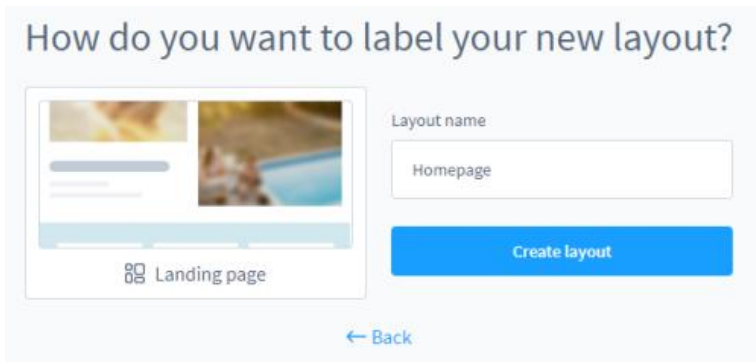 How do you want to label your new layout?
Layout name
Homepage
Create layout
Landing page
← Back